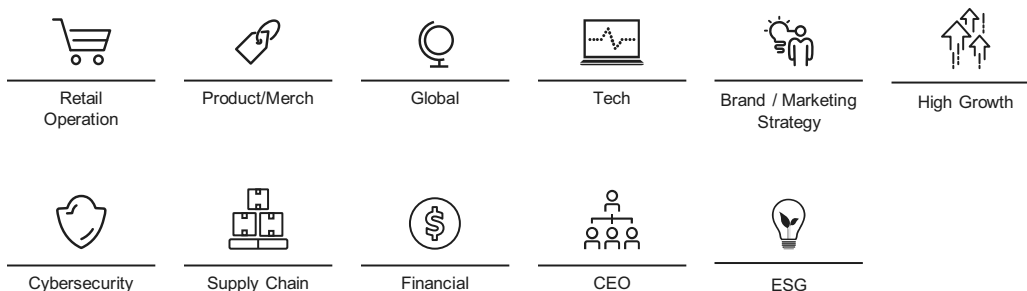 Retail
Operation
Product/Merch
Global
Tech
Brand / Marketing
Strategy
High Growth
Cybersecurity
Supply Chain
Financial
CEO
ESG